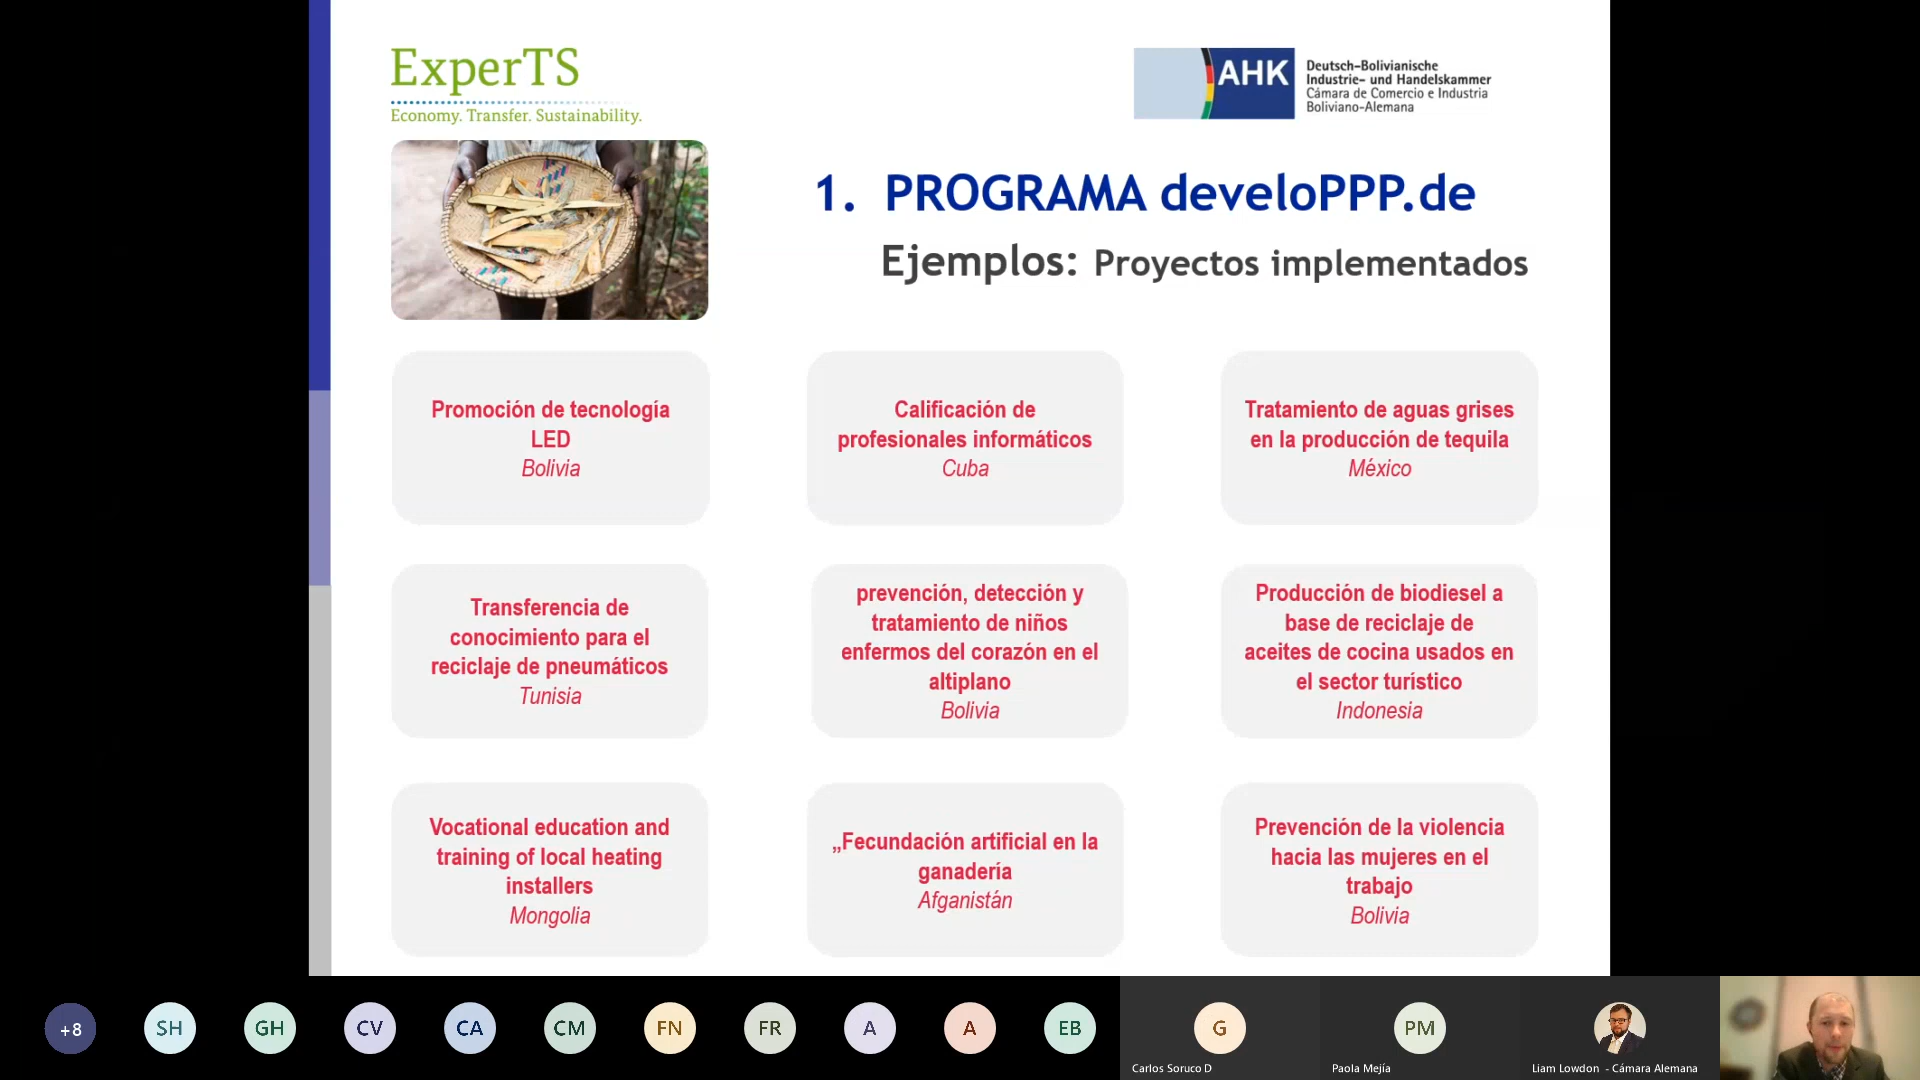 ExperTS
Economy. Transfer. Sustainability.
AHK
Deutsch-Bolivianische
Industrie- und Handelskammer
Cámara de Comercio e Industria
Boliviano-Alemana
1. PROGRAMA develoPPP.de
Ejemplos: Proyectos implementados
Promoción de tecnología
LED
Bolivia
Calificación de
profesionales informáticos
Cuba
Tratamiento de aguas grises
en la producción de tequila
México
Transferencia de
conocimiento para el
reciclaje de pneumáticos
Tunisia
prevención, detección y
tratamiento de niños
enfermos del corazón en el
altiplano
Bolivia
Producción de biodiesel a
base de reciclaje de
aceites de cocina usados en
el sector turístico
Indonesia
Vocational education and
training of local heating
installers
Mongolia
„Fecundación artificial en la
ganadería
Afganistán
Prevención de la violencia
hacia las mujeres en el
trabajo
Bolivia
+8
SH
GH
CV
CA
CM
FN
FR
A
A
EB
G
Carlos Soruco D
PM
Paola Mejía
Liam Lowdon - Cámara Alemana